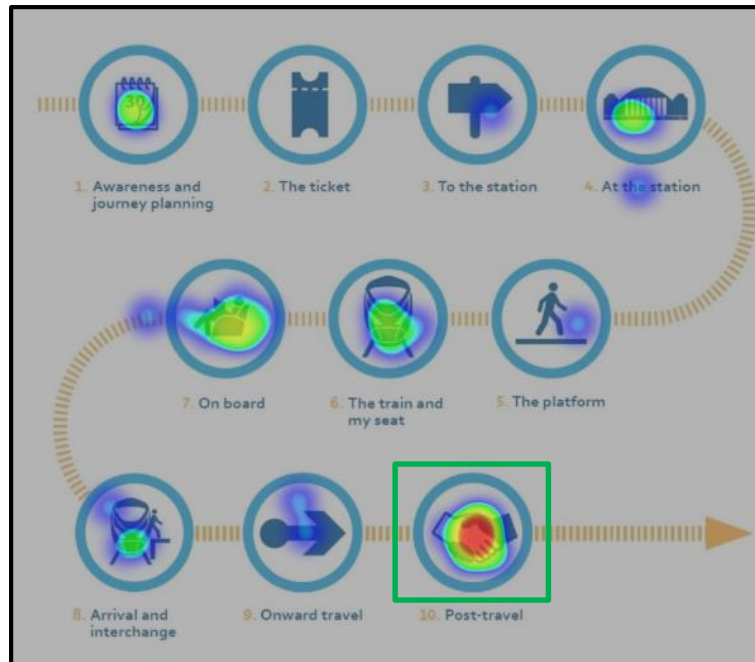 30
1. Awareness and
journey planning
2. The ticket
3. To the station
4. At the station
7. On board
6. The train and
my seat
5. The platform
8. Arrival and
interchange
9. Onward travel
10. Post-travel